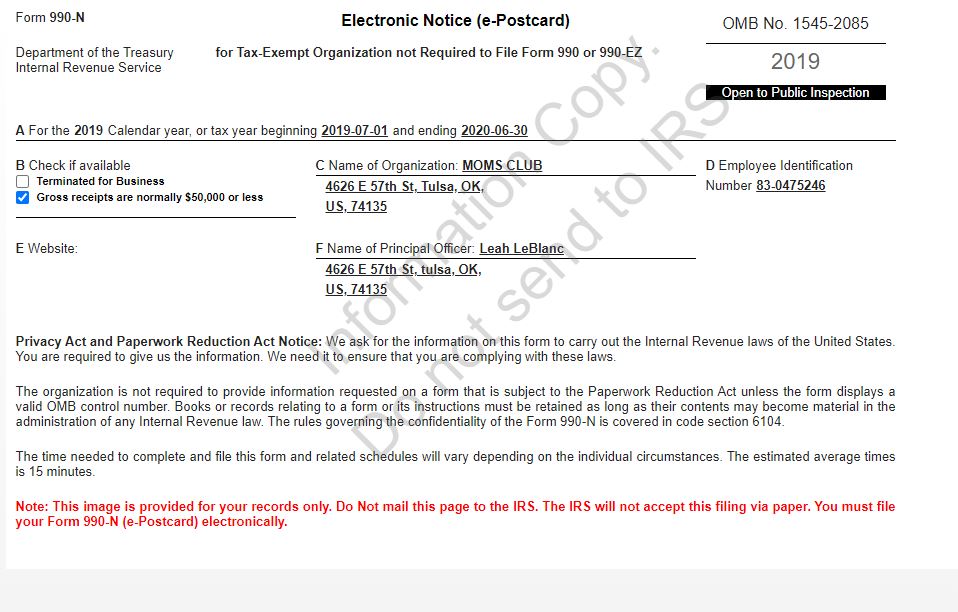 Form 990-N
Electronic Notice (e-Postcard)
OMB No. 1545-2085
Department of the Treasury
Internal Revenue Service
for Tax-Exempt Organization not Required to File Form 990 or 990-EZ
2019
Open to Public Inspection
A For the 2019 Calendar year, or tax year beginning 2019-07-01 and ending 2020-06-30
B Check if available
Terminated for Business
Gross receipts are normally $50,000 or less
C Name of Organization: MOMS CLUB
4626 E 57th St, Tulsa, OK,
US, 74135
D Employee Identification
Number 83-0475246
E Website:
F Name of Principal Officer: Leah LeBlanc
4626 E 57th St, tulsa, OK,
US, 74135
Privacy Act and Paperwork Reduction Act Notice: We ask for the information on this form to carry out the Internal Revenue laws of the United States.
You are required to give us the information. We need it to ensure that you are complying with these laws.
The organization is not required to provide information requested on a form that is subject to the Paperwork Reduction Act unless the form displays a
valid OMB control number. Books or records relating to a form or its instructions must be retained as long as their contents may become material in the
administration of any Internal Revenue law. The rules governing the confidentiality of the Form 990-N is covered in code section 6104.
The time needed to complete and file this form and related schedules will vary depending on the individual circumstances. The estimated average times
is 15 minutes.
Note: This image is provided for your records only. Do Not mail this page to the IRS. The IRS will not accept this filing via paper. You must file
your Form 990-N (e-Postcard) electronically.
Information Copy.
Do not send to IRS